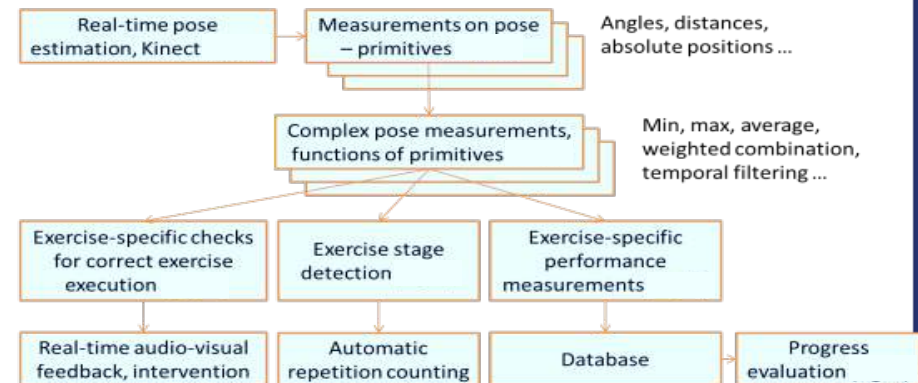 Real-time pose
estimation, Kinect
Measurements on pose
– primitives
Angles, distances,
absolute positions ...
Complex pose measurements,
functions of primitives
Min, max, average,
weighted combination,
temporal filtering ...
Exercise-specific checks
for correct exercise
execution
Exercise stage
detection
Exercise-specific
performance
measurements
Real-time audio-visual
feedback, intervention
Automatic
repetition counting
Database
Progress
evaluation